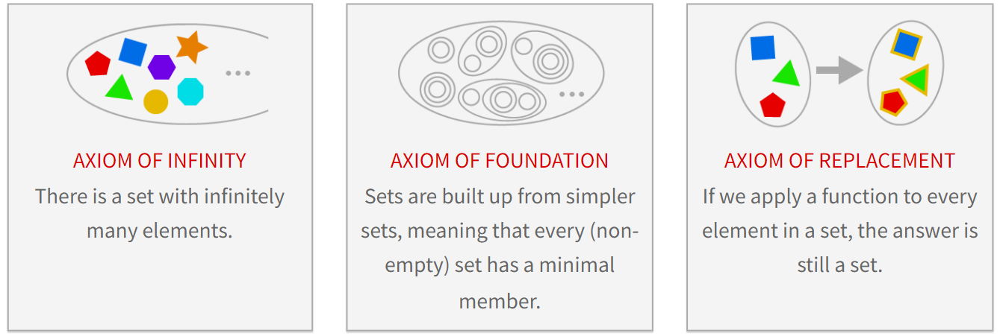 AXIOM OF INFINITY
There is a set with infinitely
many elements.
AXIOM OF FOUNDATION
Sets are built up from simpler
sets, meaning that every (non-
empty) set has a minimal
member.
AXIOM OF REPLACEMENT
If we apply a function to every
element in a set, the answer is
still a set.